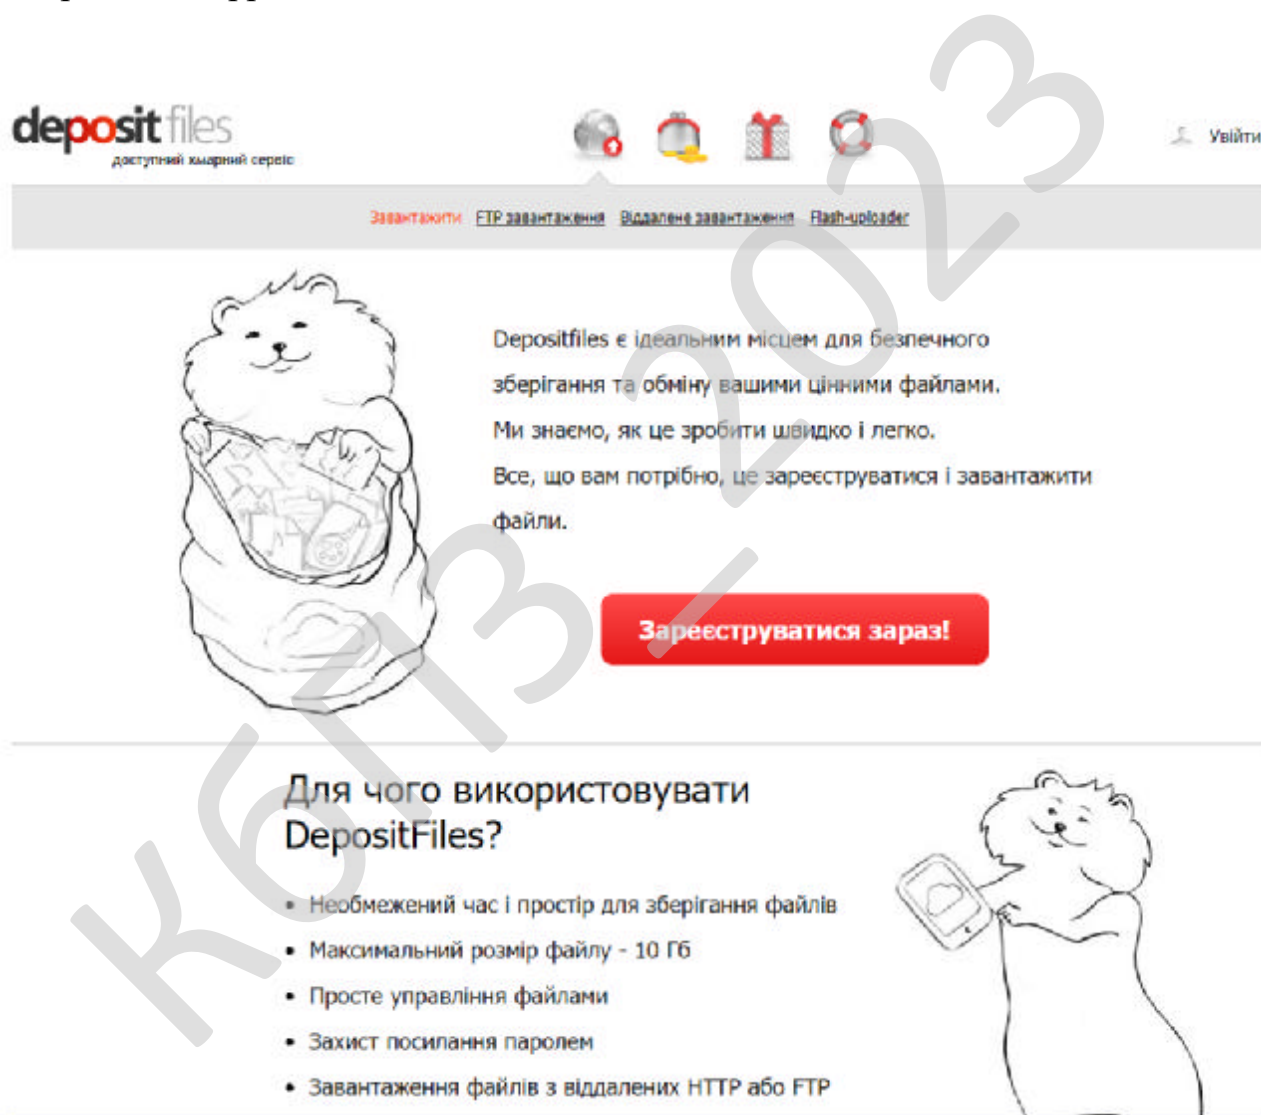 deposit files
доступний хмарний сервіс
Увійти
Завантажити FTP завантаження Віддалене завантаження Flash-uploader
Depositfiles є ідеальним місцем для безпечного
зберігання та обміну вашими цінними файлами.
Ми знаємо, як це зробити швидко і легко.
Все, що вам потрібно, це зареєструватися і завантажити
файли.
Зареєструватися зараз!
Для чого використовувати
DepositFiles?
• Необмежений час і простір для зберігання файлів
• Максимальний розмір файлу - 10 Гб
• Просте управління файлами
• Захист посилання паролем
• Завантаження файлів з віддалених HTTP або FTP
КбПЗ_2023